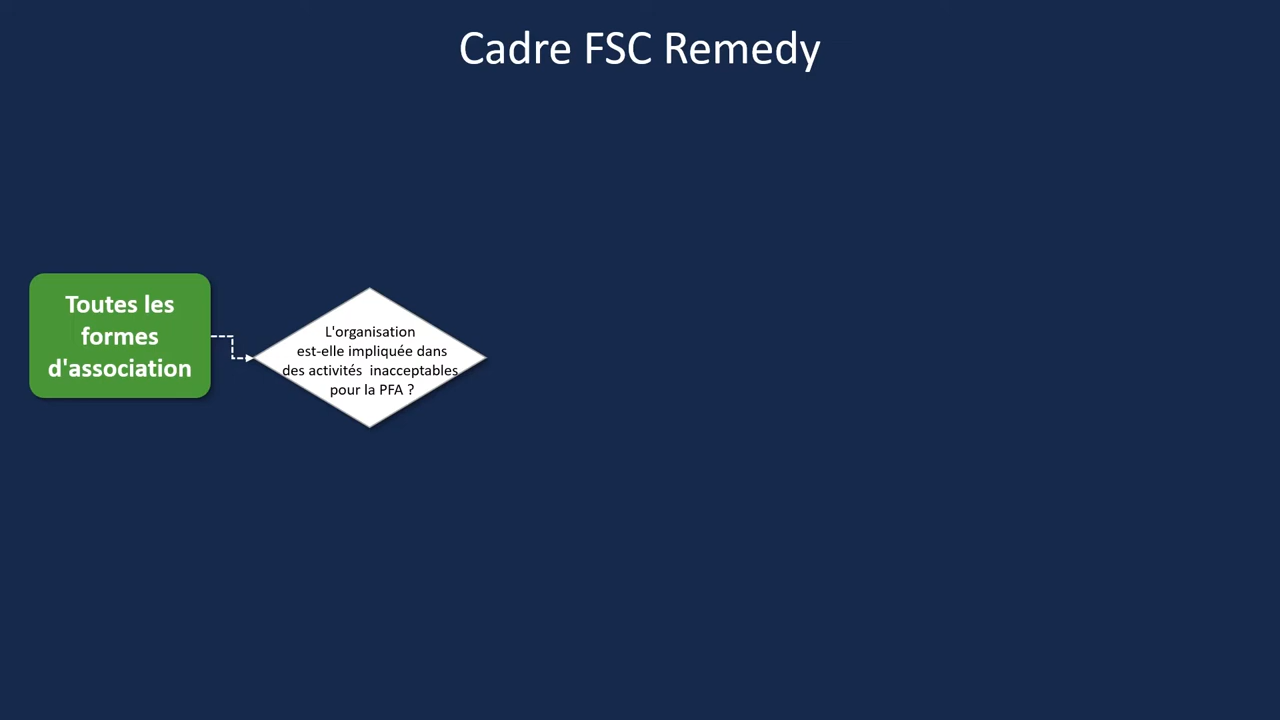 Cadre FSC Remedy
Toutes les
formes
d'association
L'organisation
est-elle impliquée dans
des activités  inacceptables
pour la PFA ?